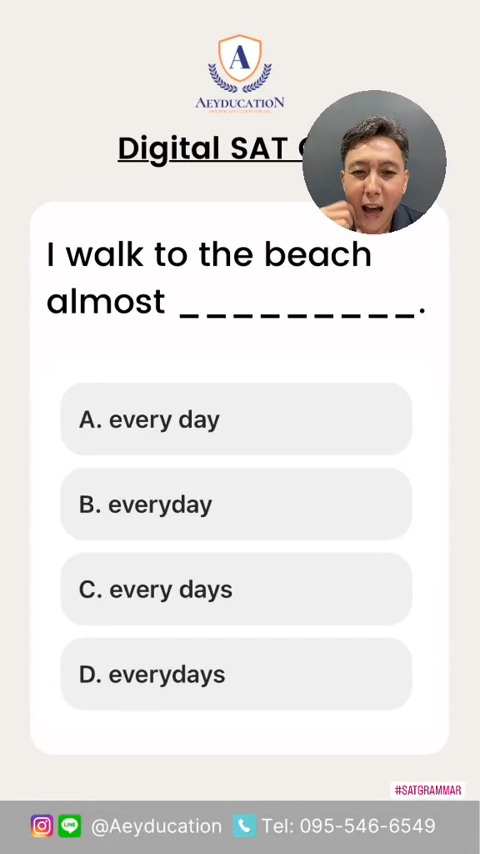 A
AEYDUCATION
Digital SAT
I walk to the beach
almost _ _ _ _ _ _ _ _ _.
A. every day
B. everyday
C. every days
D. everydays
#SATGRAMMAR
@Aeyducation Tel: 095-546-6549